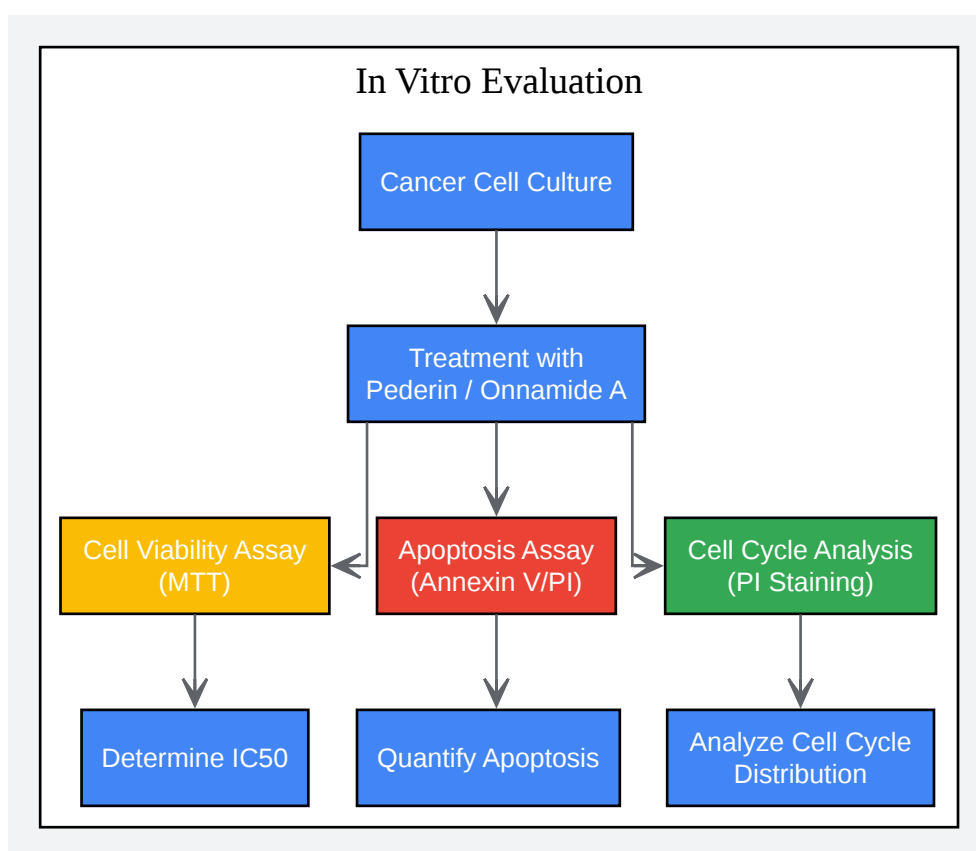 In Vitro Evaluation
Cancer Cell Culture
Treatment with
Pederin / Onnamide A
Cell Viability Assay
(MTT)
Apoptosis Assay
(Annexin V/PI)
Cell Cycle Analysis
(PI Staining)
Determine IC50
Quantify Apoptosis
Analyze Cell Cycle
Distribution